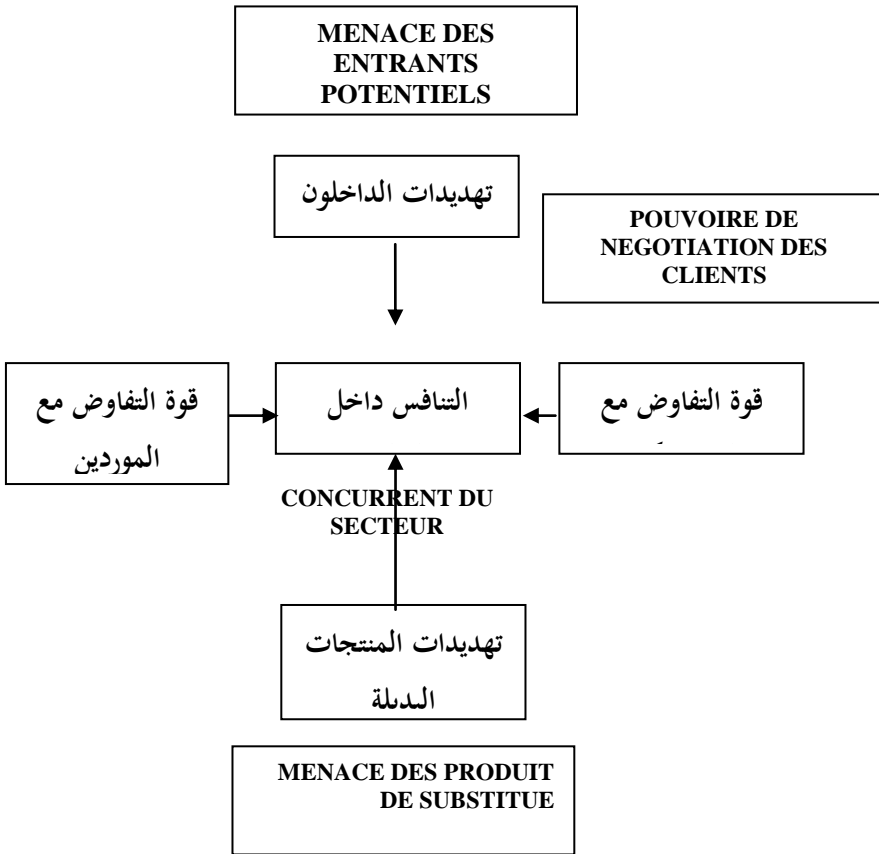 MENACE DES
ENTRANTS
POTENTIELS
تهديدات الداخلون
POUVOIRE DE
NEGOTIATION DES
CLIENTS
قوة التفاوض مع
الموردين
التنافس داخل
قوة التفاوض مع
CONCURRENT DU
SECTEUR
تهديدات المنتجات
البديلة
MENACE DES PRODUIT
DE SUBSTITUE